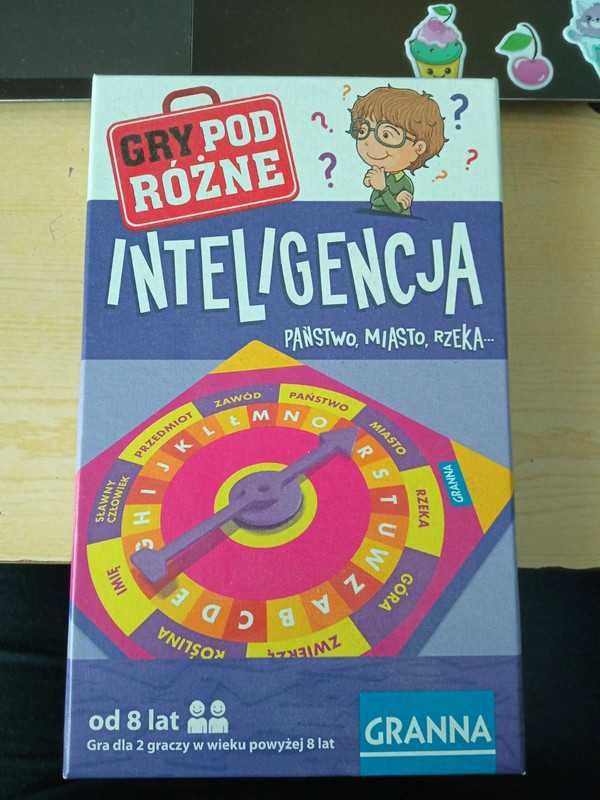 GRY POD
RÓŻNE
? ? ? ? ? ?
INTELIGENCJA
PAŃSTWO, MIASTO, RZEKA...
ZAWÓD
PAŃSTWO
PRZEDMIOT
MIASTO
SŁAWNY
CZŁOWIEK
RZEKA
GRANNA
IMIĘ
GÓRA
ROŚLINA
ZWIERZĘ
A B C D E G H I J K L Ł M N O R S T U W Z
od 8 lat
Gra dla 2 graczy w wieku powyżej 8 lat
GRANNA